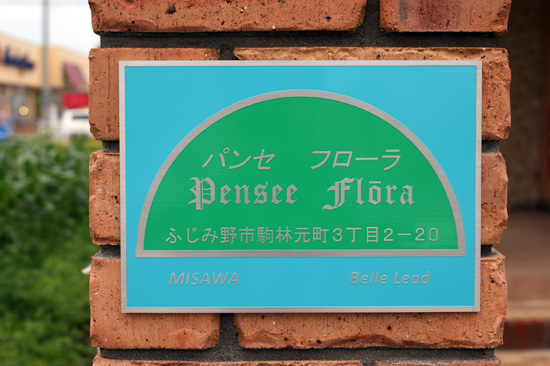 パンセ フローラ
Pensee Flōra
ふじみ野市駒林元町3丁目2-20
MISAWA Belle Lead